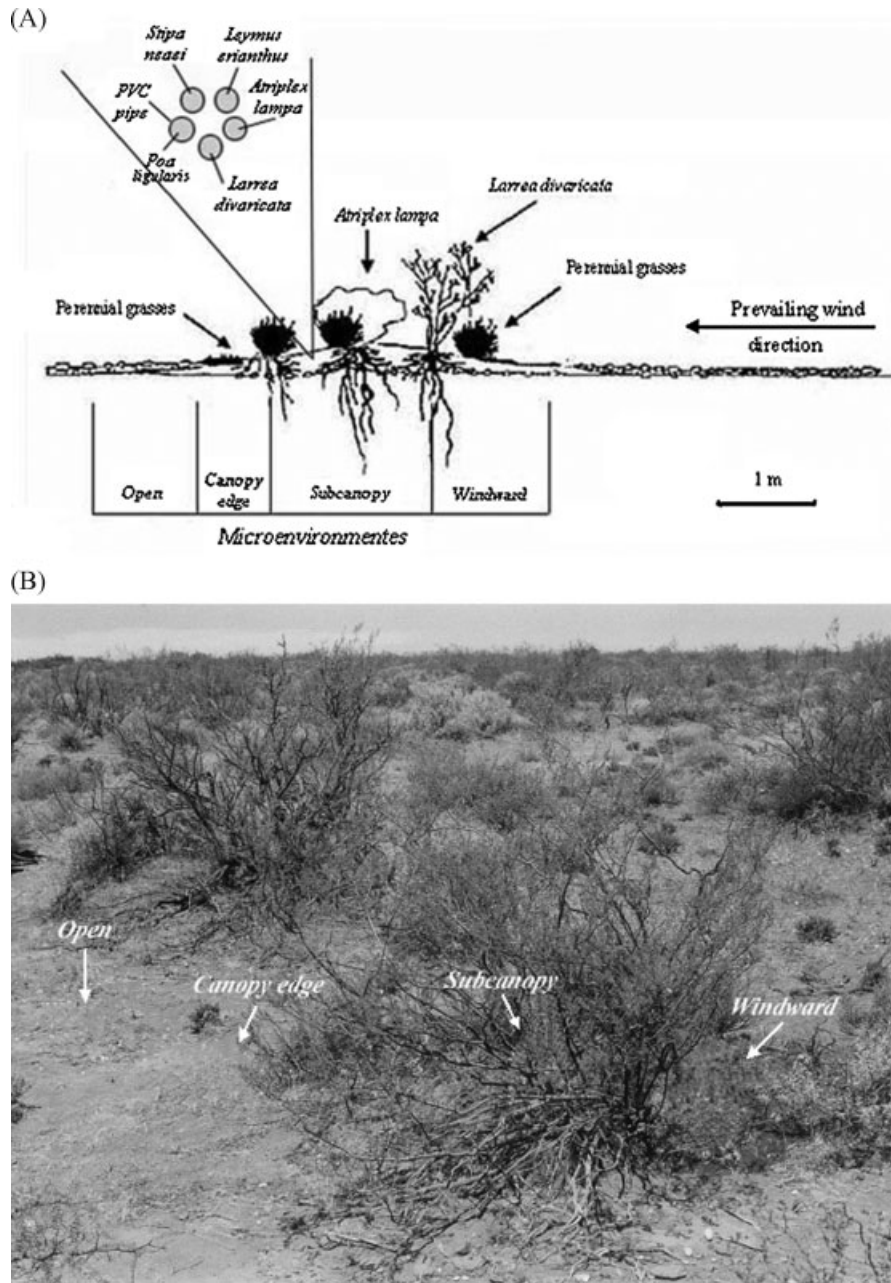 (A)
Stipa
neaei
Leymus
erianthus
PVC
pipe
Atriplex
lampa
Poa
ligularis
Larrea
divaricata
Larrea divaricata
Atriplex lampa
Perennial grasses
Perennial grasses
Prevailing wind
direction
Open
Canopy
edge
Subcanopy
Windward
1 m
Microenvironmentes
(B)
Open
Canopy edge
Subcanopy
Windward